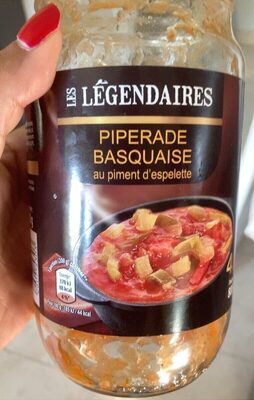 LES LÉGENDAIRES
PIPERADE
BASQUAISE
au piment d'espelette